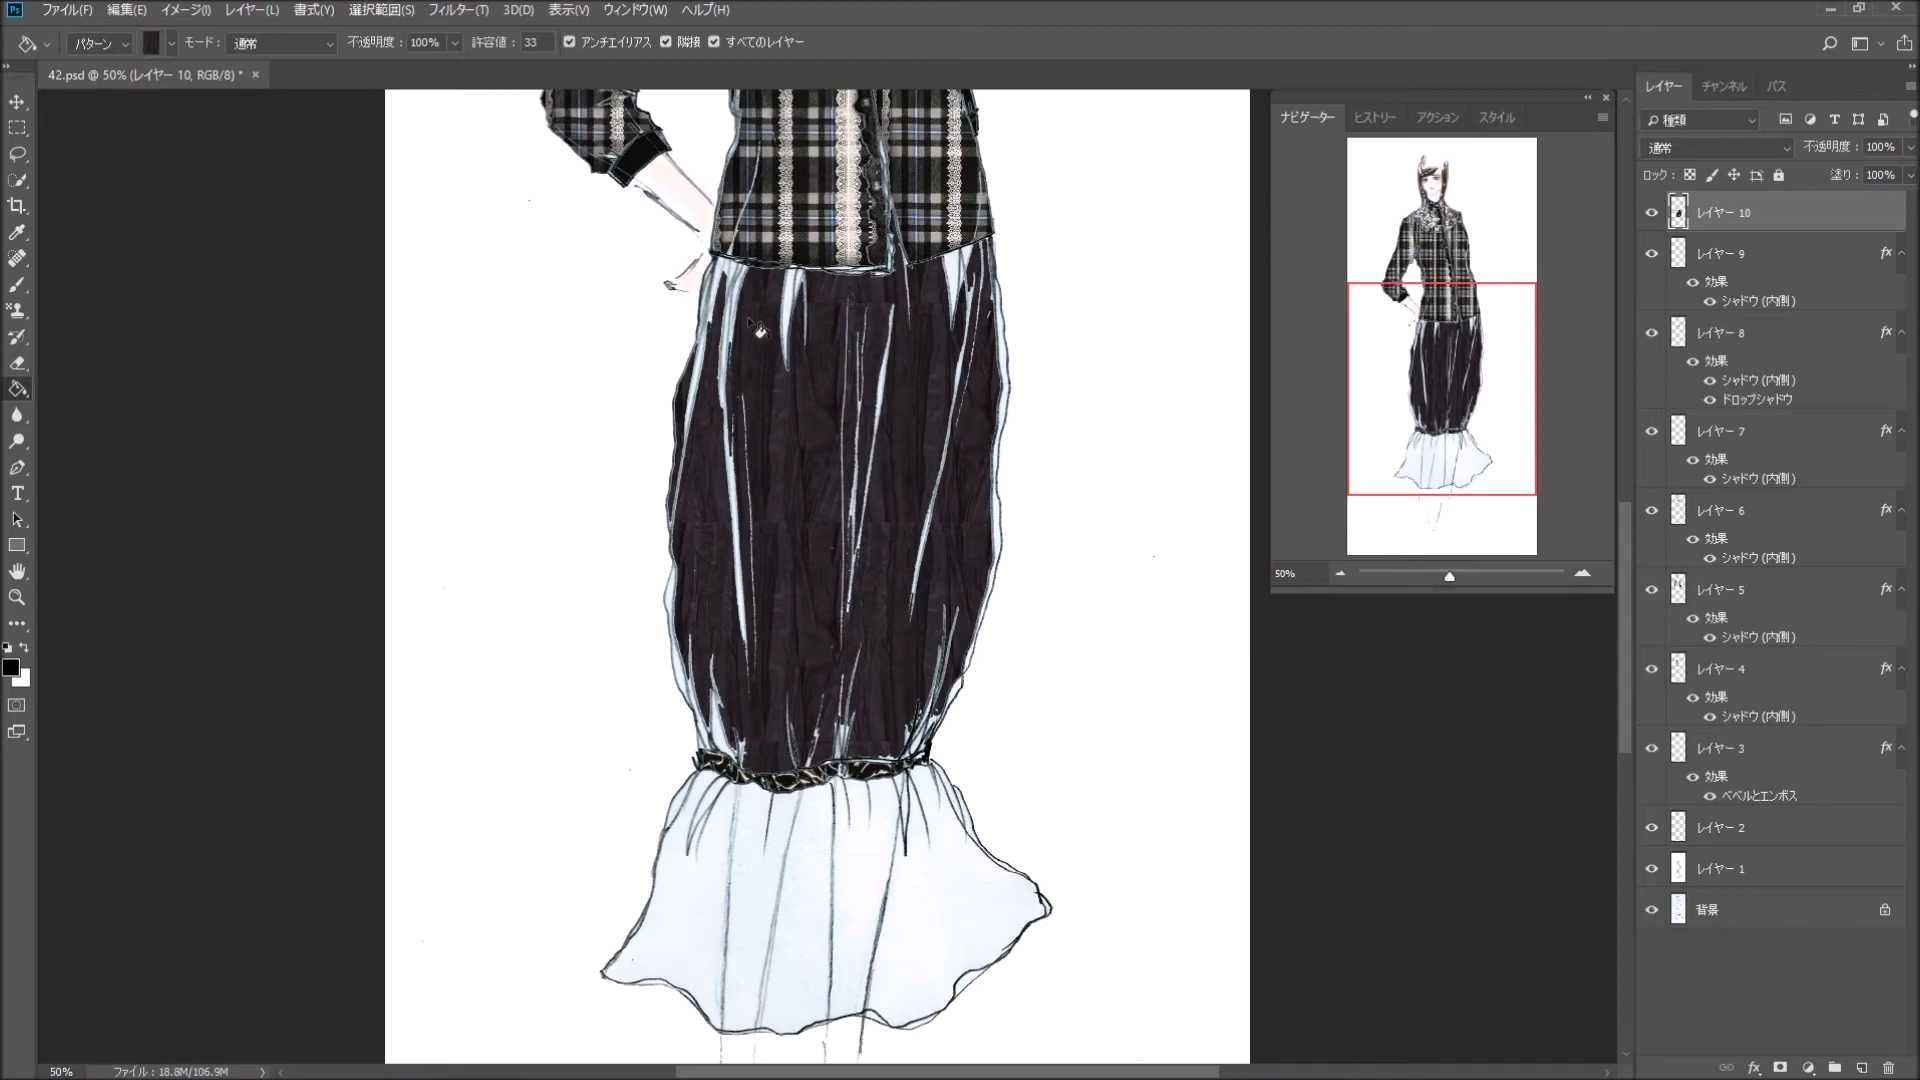 Ps ファイル(F) 編集(E) イメージ(I) レイヤー(L) 書式(Y) 選択範囲(S) フィルター(T) 3D(D) 表示(V) ウィンドウ(W) ヘルプ(H)
パターン モード： 通常 不透明度： 100% 許容値： 33 アンチエイリアス 隣接 すべてのレイヤー
42.psd @ 50% (レイヤー 10, RGB/8) *
レイヤー チャンネル パス
ナビゲーター ヒストリー アクション スタイル
種類
通常 不透明度： 100%
ロック： 塗り： 100%
レイヤー 10
レイヤー 9 fx
効果
シャドウ (内側)
レイヤー 8 fx
効果
シャドウ (内側)
ドロップシャドウ
レイヤー 7 fx
効果
シャドウ (内側)
レイヤー 6 fx
効果
シャドウ (内側)
レイヤー 5 fx
効果
シャドウ (内側)
レイヤー 4 fx
効果
シャドウ (内側)
レイヤー 3 fx
効果
ベベルとエンボス
レイヤー 2
レイヤー 1
背景
50%
50% ファイル : 18.8M/106.9M
fx